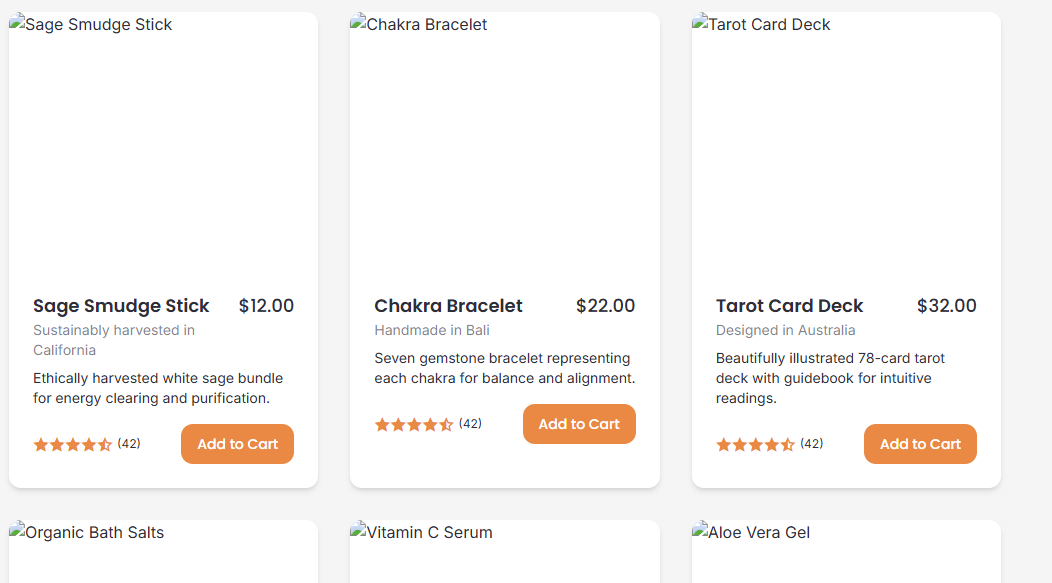 Sage Smudge Stick
Chakra Bracelet
Tarot Card Deck
Sage Smudge Stick $12.00
Sustainably harvested in
California
Ethically harvested white sage bundle
for energy clearing and purification.
(42) Add to Cart
Chakra Bracelet $22.00
Handmade in Bali
Seven gemstone bracelet representing
each chakra for balance and alignment.
(42) Add to Cart
Tarot Card Deck $32.00
Designed in Australia
Beautifully illustrated 78-card tarot
deck with guidebook for intuitive
readings.
(42) Add to Cart
Organic Bath Salts
Vitamin C Serum
Aloe Vera Gel